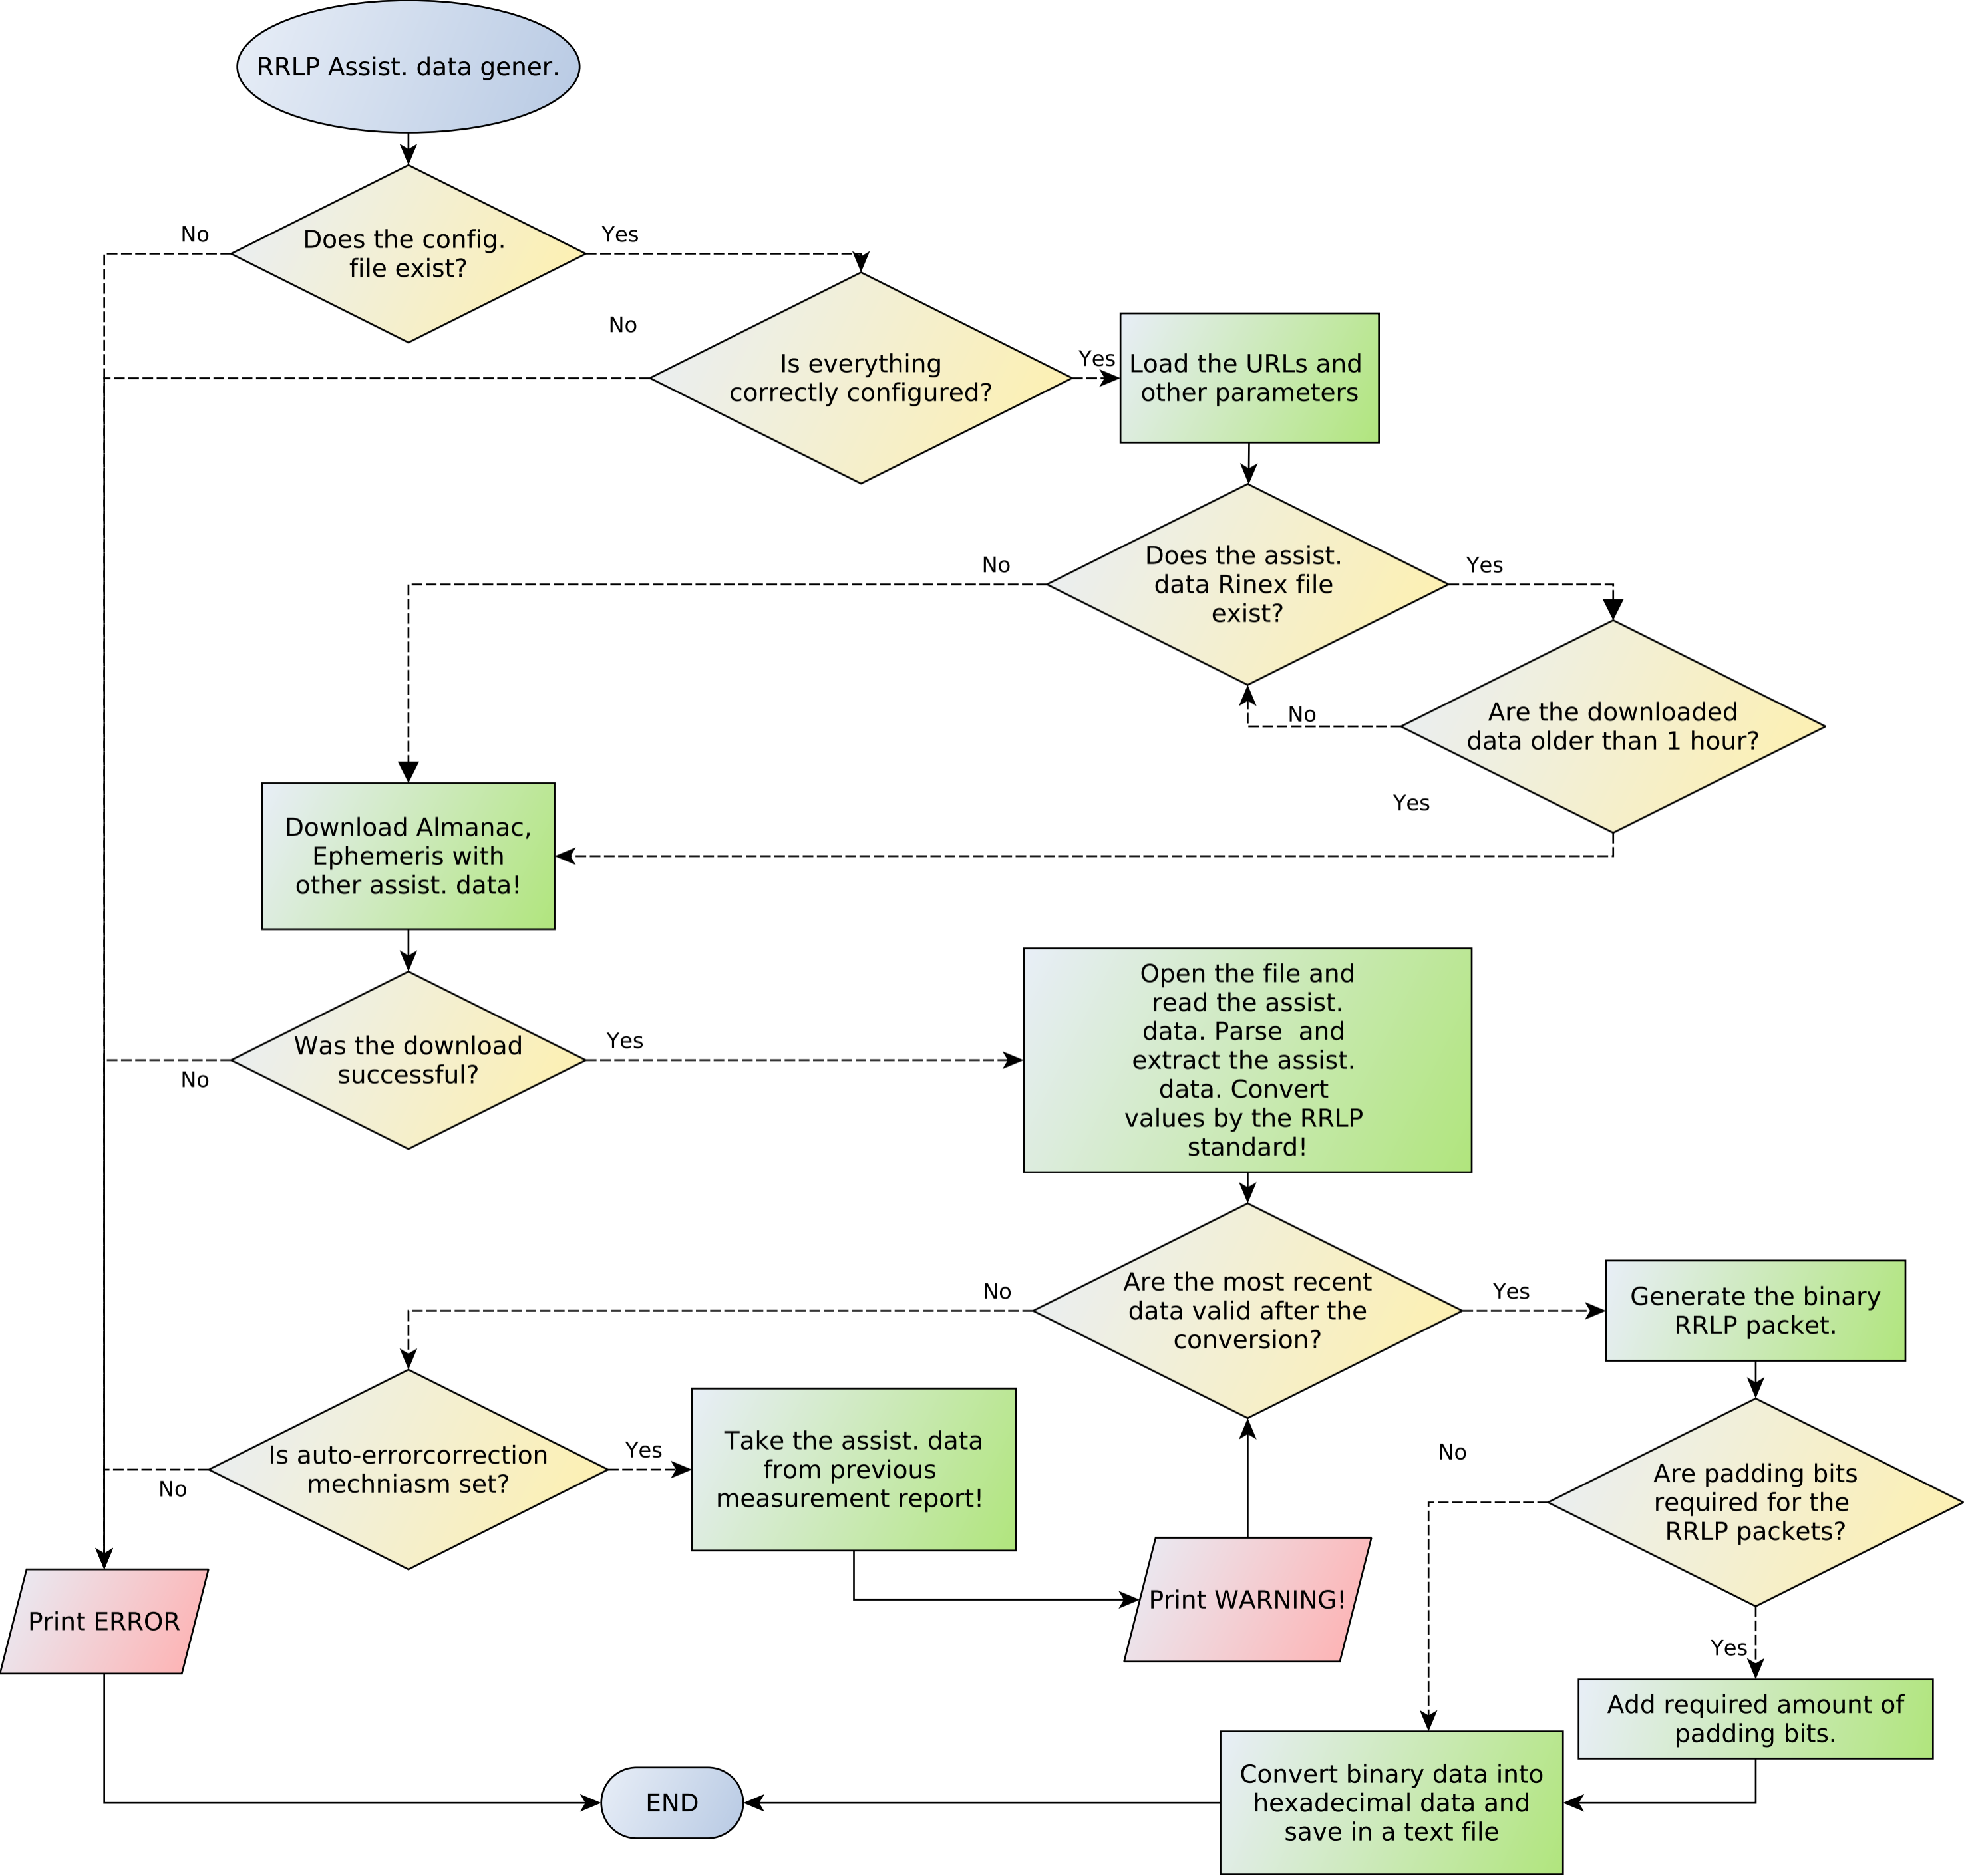 RRLP Assist. data gener.
Does the config.
file exist?
No
Yes
Is everything
correctly configured?
No
Yes
Load the URLs and
other parameters
Does the assist.
data Rinex file
exist?
No
Yes
Are the downloaded
data older than 1 hour?
No
Yes
Download Almanac,
Ephemeris with
other assist. data!
Was the download
successful?
No
Yes
Open the file and
read the assist.
data. Parse  and
extract the assist.
data. Convert
values by the RRLP
standard!
Are the most recent
data valid after the
conversion?
No
Yes
Generate the binary
RRLP packet.
Is auto-errorcorrection
mechniasm set?
No
Yes
Take the assist. data
from previous
measurement report!
Print WARNING!
Are padding bits
required for the
RRLP packets?
No
Yes
Add required amount of
padding bits.
Print ERROR
Convert binary data into
hexadecimal data and
save in a text file
END